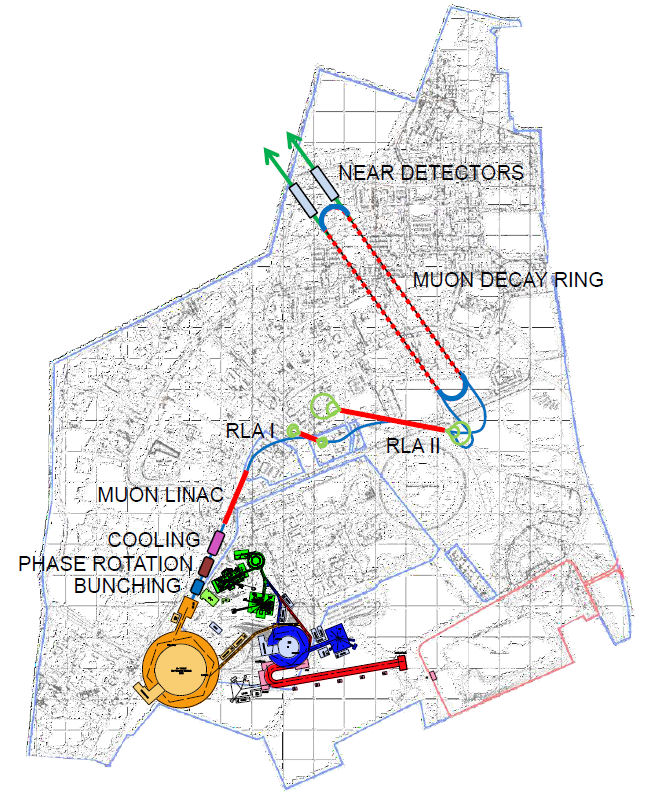 NEAR DETECTORS
MUON DECAY RING
RLA I
RLA II
MUON LINAC
COOLING
PHASE ROTATION
BUNCHING